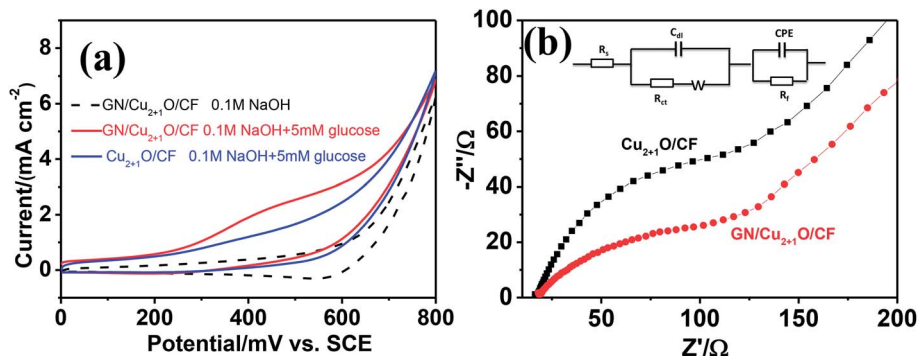 (a)
GN/Cu₂₊₁O/CF 0.1M NaOH
GN/Cu₂₊₁O/CF 0.1M NaOH+5mM glucose
Cu₂₊₁O/CF 0.1M NaOH+5mM glucose
Current/(mA cm⁻²)
8
6
4
2
0
0 200 400 600 800
Potential/mV vs. SCE
(b)
Rs
Cdl
Rct
W
CPE
Rf
Cu₂₊₁O/CF
GN/Cu₂₊₁O/CF
-Z''/Ω
100
80
60
40
20
0
50 100 150 200
Z'/Ω